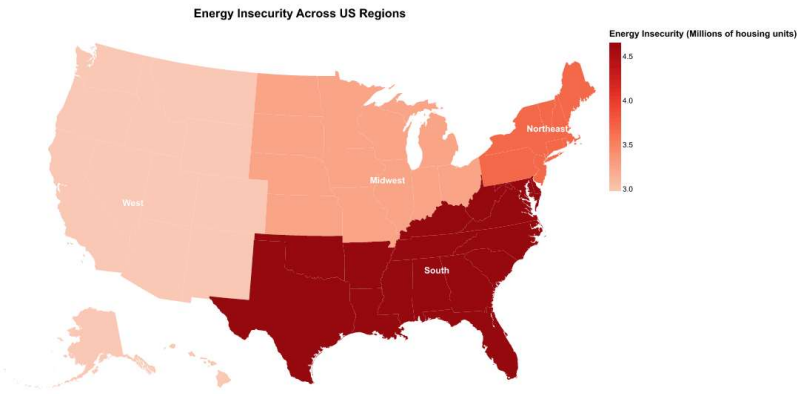 Energy Insecurity Across US Regions
Energy Insecurity (Millions of housing units)
4.5
4.0
3.5
3.0
Northeast
Midwest
West
South